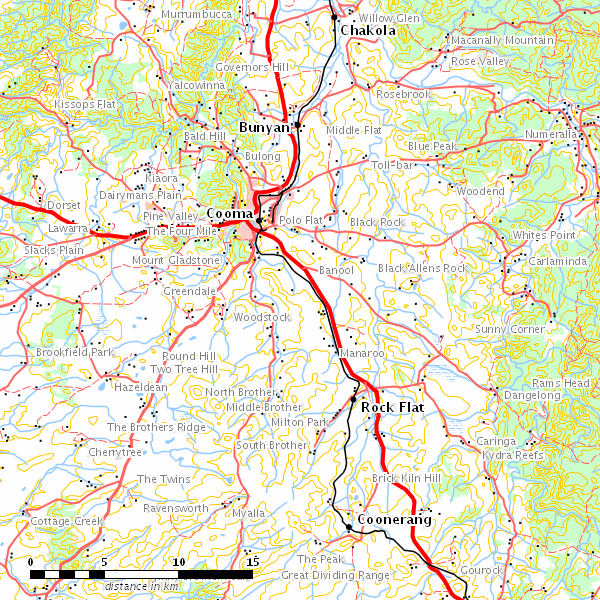 Murrumbucca
Willow Glen
Chakola
Macanally Mountain
Rose Valley
Governors Hill
Yalcowinna
Rosebrook
Kissops Flat
Bunyan
Middle Flat
Bald Hill
Numeralla
Blue Peak
Bulong
Toll-bar
Kiaora
Dairymans Plain
Woodend
Dorset
Pine Valley
Cooma
Polo Flat
Black Rock
Lawarra
The Four Mile
Whites Point
Slacks Plain
Mount Gladstone
Carlaminda
Banool
Black Allens Rock
Greendale
Woodstock
Sunny Corner
Brookfield Park
Round Hill
Manaroo
Two Tree Hill
Hazeldean
North Brother
Rams Head
Dangelong
Middle Brother
Rock Flat
Milton Park
The Brothers Ridge
South Brother
Caringa
Cherrytree
Kydra Reefs
The Twins
Brick Kiln Hill
Ravensworth
Myalla
Cottage Creek
Coonerang
The Peak
Great Dividing Range
Gourock
0 5 10 15
distance in km